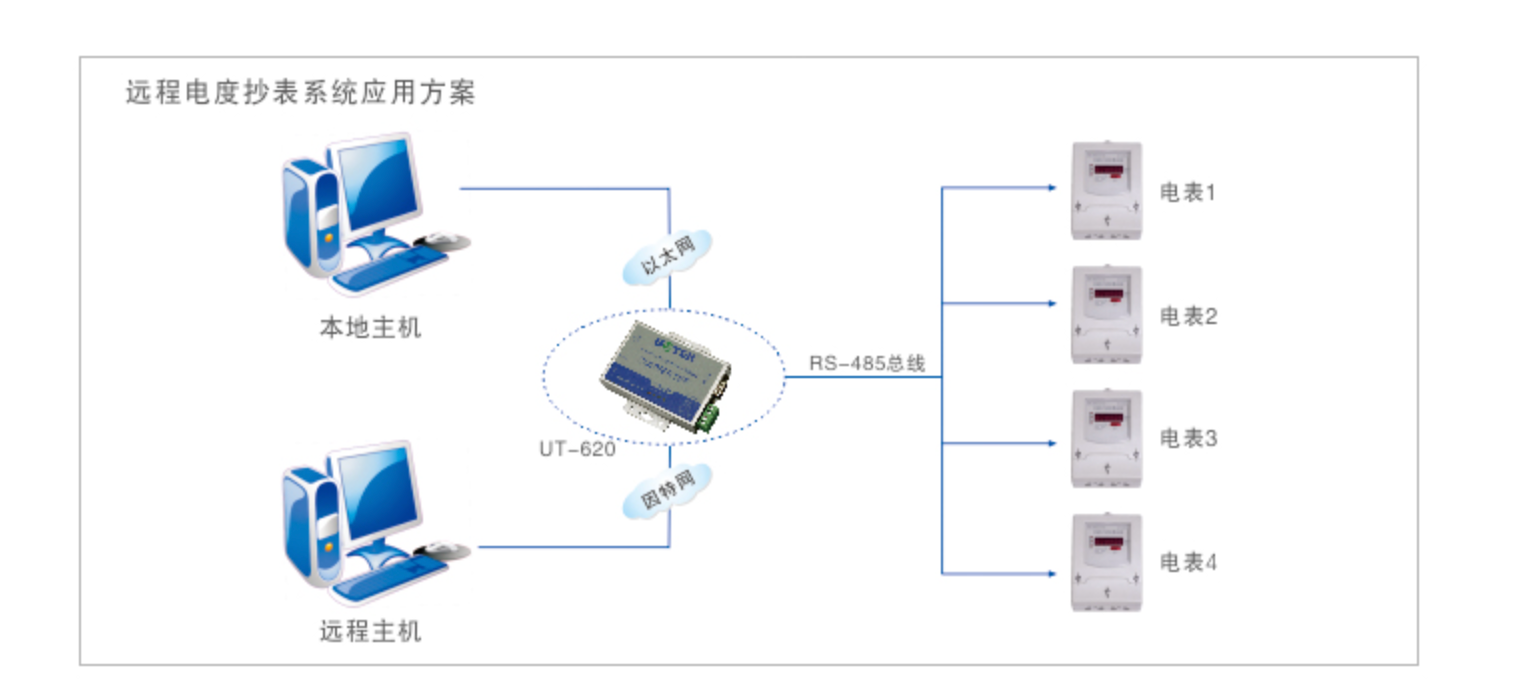 远程电度抄表系统应用方案
电表1
以太网
本地主机
电表2
RS-485总线
UT-620
电表3
因特网
电表4
远程主机